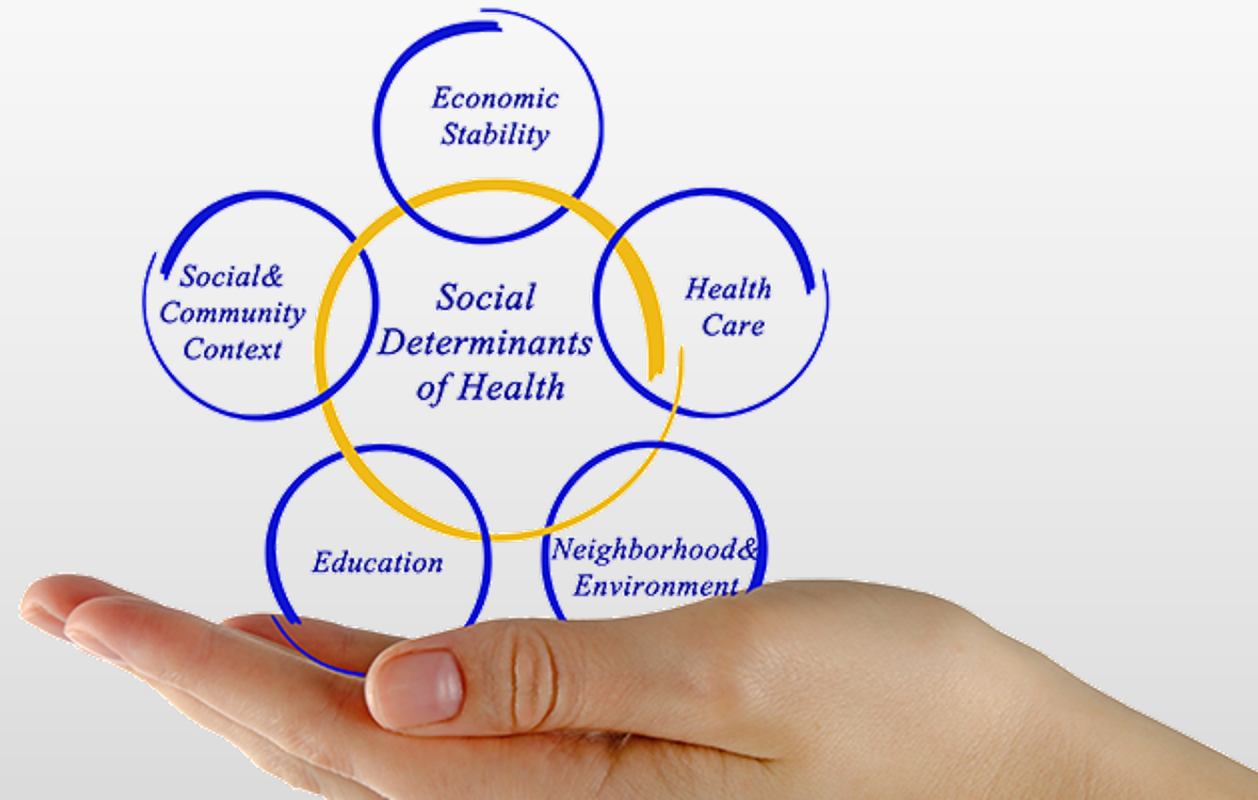 Economic
Stability
Social&
Community
Context
Social
Determinants
of Health
Health
Care
Education
Neighborhood&
Environment